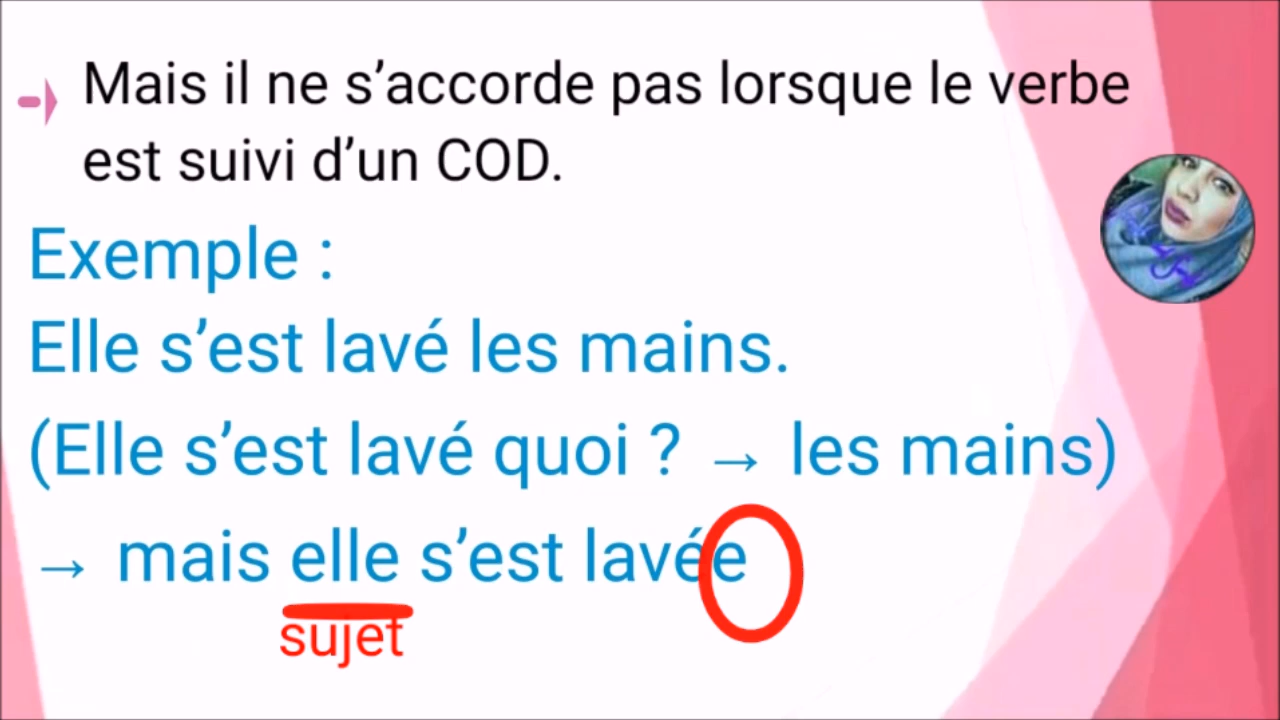 Mais il ne s’accorde pas lorsque le verbe
est suivi d’un COD.
Exemple :
Elle s’est lavé les mains.
(Elle s’est lavé quoi ? → les mains)
→ mais elle s’est lavée
sujet